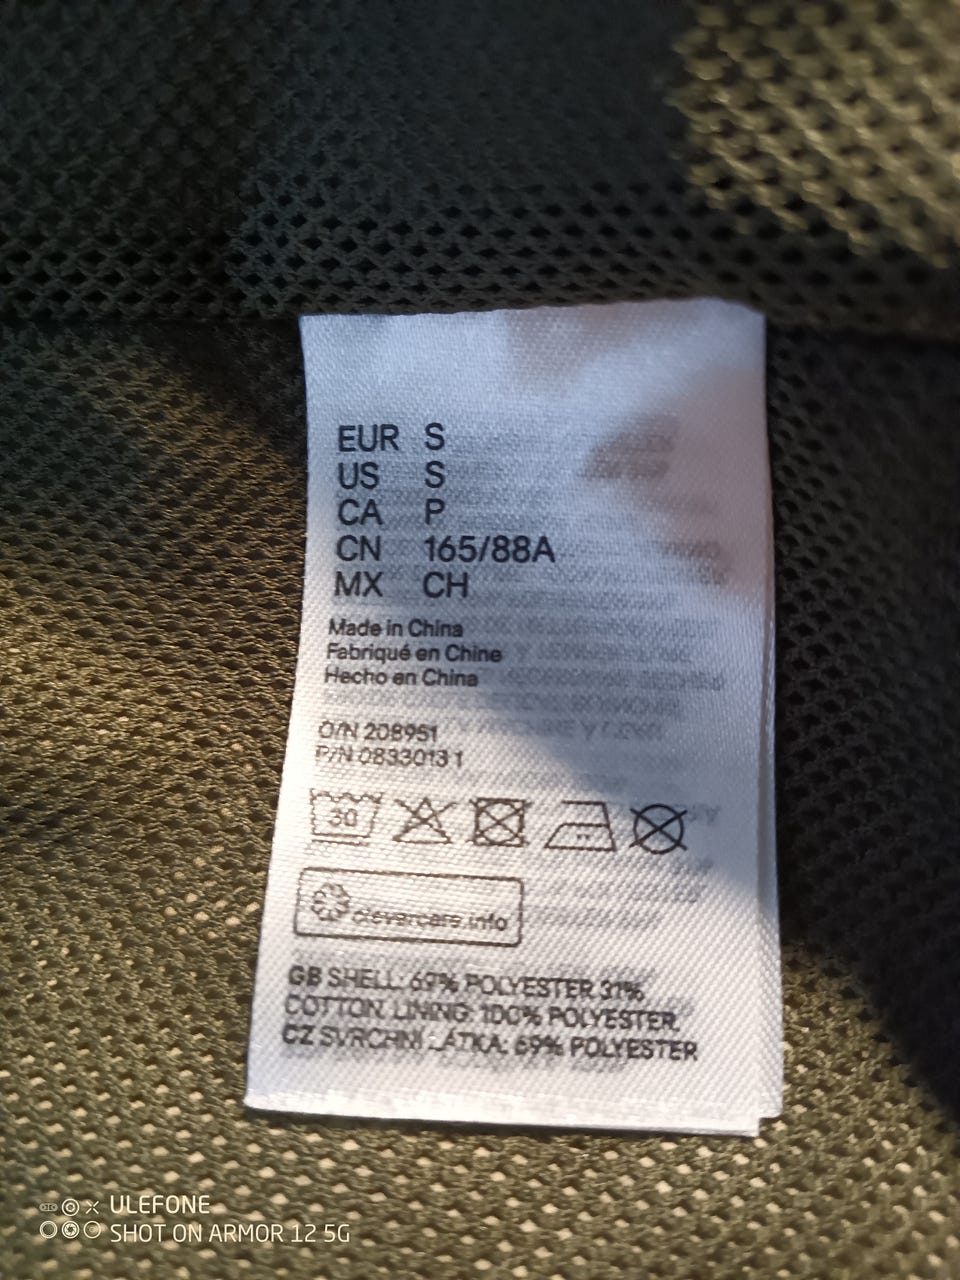 EUR S
US S
CA P
CN 165/88A
MX CH
Made in China
Fabriqué en Chine
Hecho en China
O/N 208951
P/N 0833013 1
30
clevercare.info
GB SHELL: 69% POLYESTER 31%
COTTON. LINING: 100% POLYESTER.
CZ SVRCHNÍ LÁTKA: 69% POLYESTER
ULEFONE
SHOT ON ARMOR 12 5G